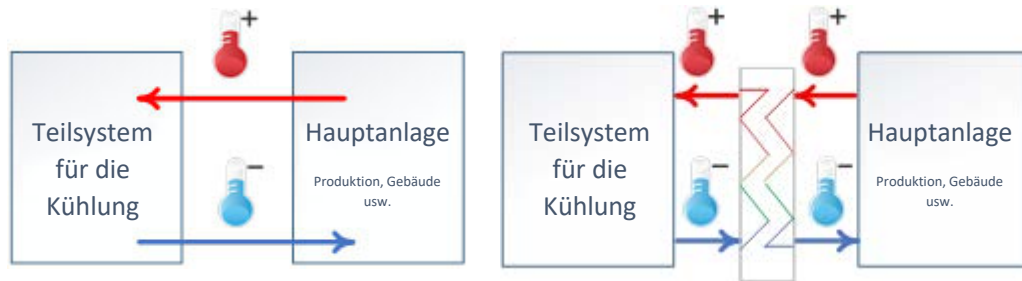 +
Teilsystem
für die
Kühlung
Hauptanlage
Produktion, Gebäude
usw.
−
+
+
Teilsystem
für die
Kühlung
Hauptanlage
Produktion, Gebäude
usw.
−
−